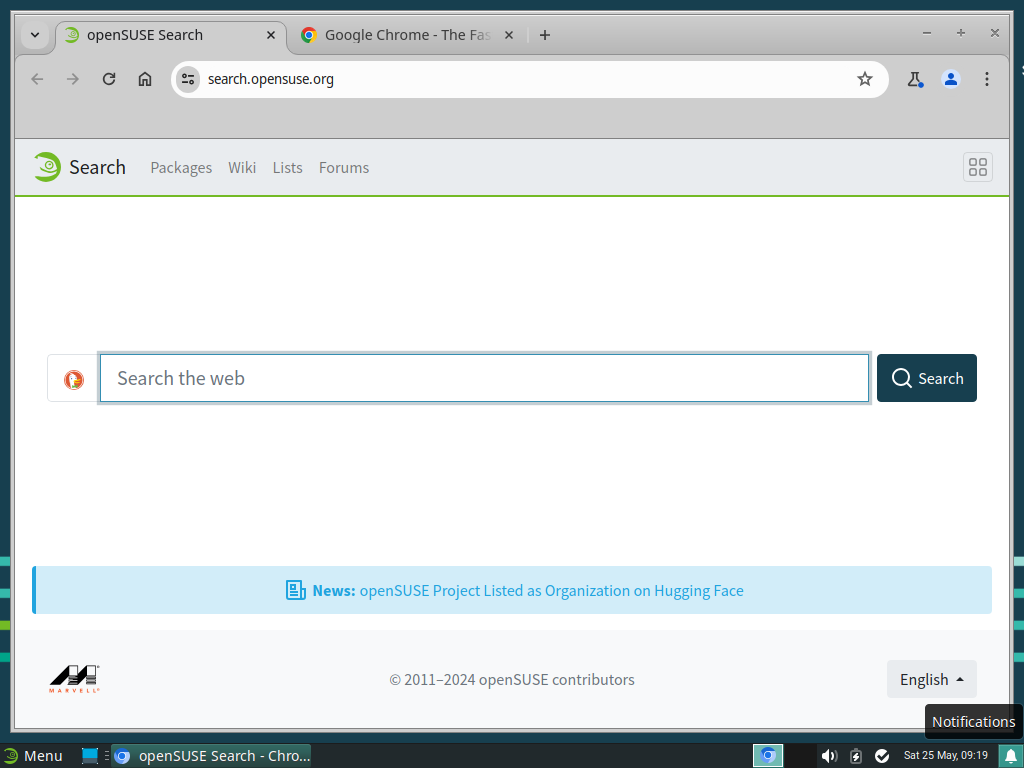 openSUSE Search
Google Chrome - The Fas
search.opensuse.org
Search
Packages
Wiki
Lists
Forums
Search the web
Search
News: openSUSE Project Listed as Organization on Hugging Face
MARVELL
© 2011–2024 openSUSE contributors
English
Notifications
Menu
openSUSE Search - Chro...
Sat 25 May, 09:19